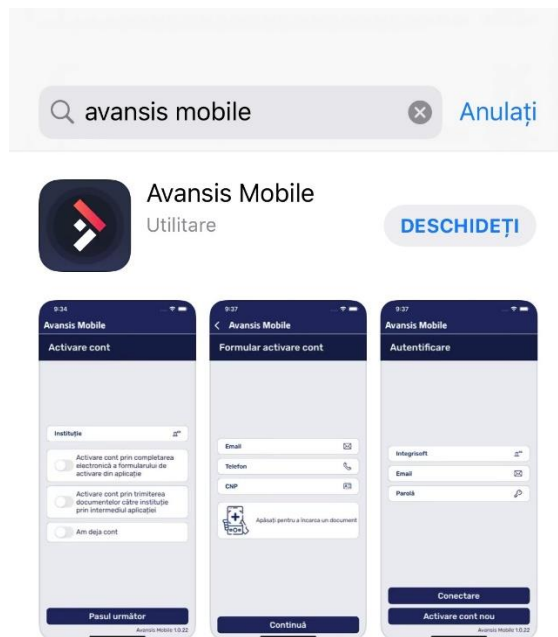 avansis mobile
Anulați
Avansis Mobile
Utilitare
DESCHIDEȚI
9:34
Avansis Mobile
Activare cont
Instituție
Activare cont prin completarea
electronică a formularului de
activare din aplicație
Activare cont prin trimiterea
documentelor către instituție
prin intermediul aplicației
Am deja cont
Pasul următor
Avansis Mobile 1.0.22
9:37
Avansis Mobile
Formular activare cont
Email
Telefon
CNP
Apăsați pentru a încarca un document
Continuă
9:37
Avansis Mobile
Autentificare
Integrisoft
Email
Parolă
Conectare
Activare cont nou
Avansis Mobile 1.0.22